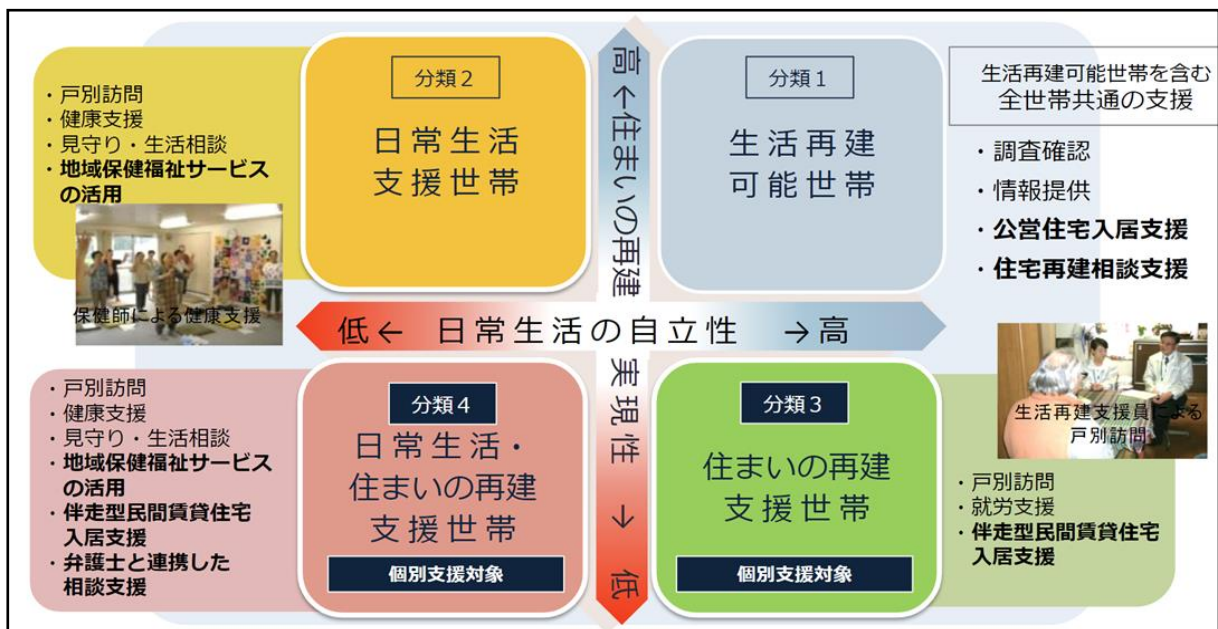 ・戸別訪問
・健康支援
・見守り・生活相談
・地域保健福祉サービス
の活用
保健師による健康支援
分類２
日常生活
支援世帯
分類１
生活再建
可能世帯
生活再建可能世帯を含む
全世帯共通の支援
・調査確認
・情報提供
・公営住宅入居支援
・住宅再建相談支援
高←住まいの再建
実現性→低
低← 日常生活の自立性 →高
・戸別訪問
・健康支援
・見守り・生活相談
・地域保健福祉サービス
の活用
・伴走型民間賃貸住宅
入居支援
・弁護士と連携した
相談支援
分類４
日常生活・
住まいの再建
支援世帯
個別支援対象
分類３
住まいの再建
支援世帯
個別支援対象
生活再建支援員による
戸別訪問
・戸別訪問
・就労支援
・伴走型民間賃貸住宅
入居支援